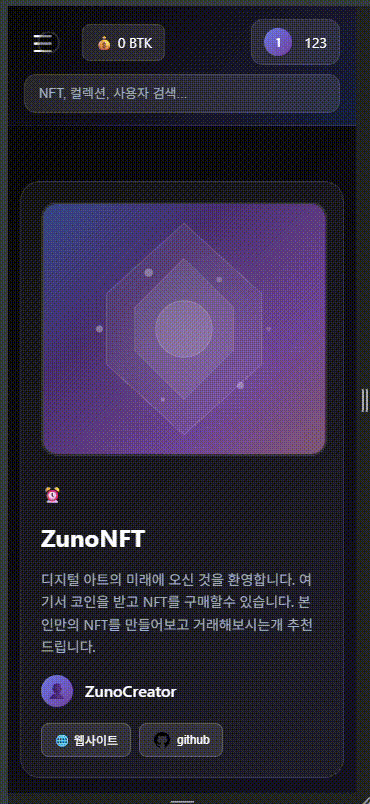 0 BTK
1
123
NFT, 컬렉션, 사용자 검색...
ZunoNFT
디지털 아트의 미래에 오신 것을 환영합니다. 여
기서 코인을 받고 NFT를 구매할수 있습니다. 본
인만의 NFT를 만들어보고 거래해보시는개 추천
드립니다.
ZunoCreator
웹사이트
github